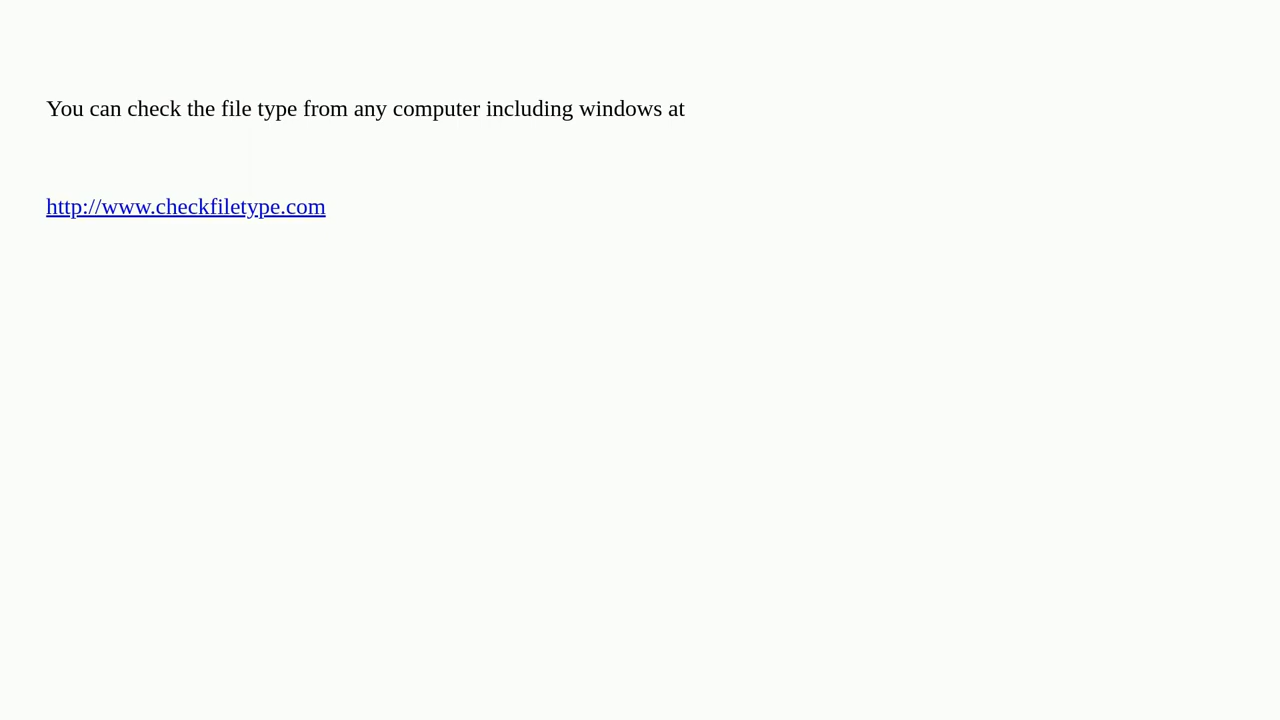 You can check the file type from any computer including windows at
http://www.checkfiletype.com